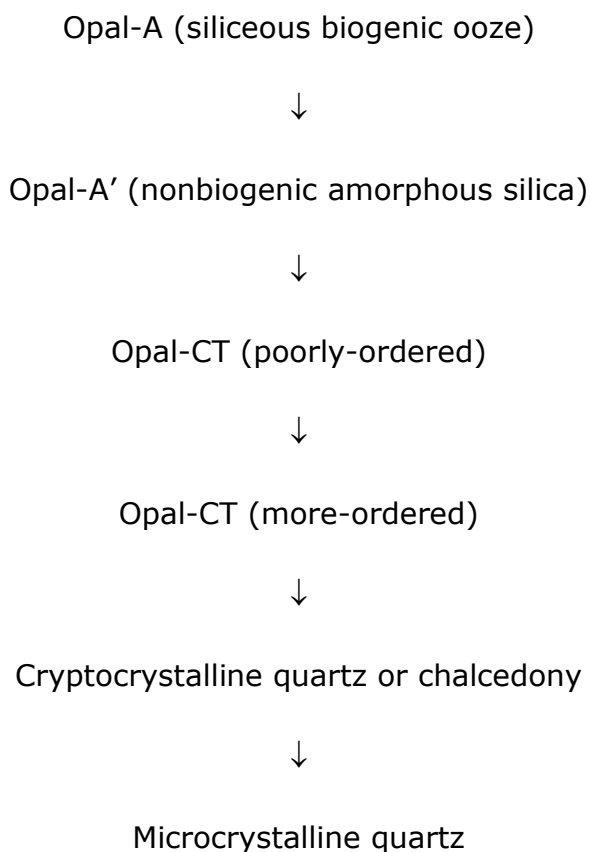 Opal-A (siliceous biogenic ooze)
↓
Opal-A′ (nonbiogenic amorphous silica)
↓
Opal-CT (poorly-ordered)
↓
Opal-CT (more-ordered)
↓
Cryptocrystalline quartz or chalcedony
↓
Microcrystalline quartz